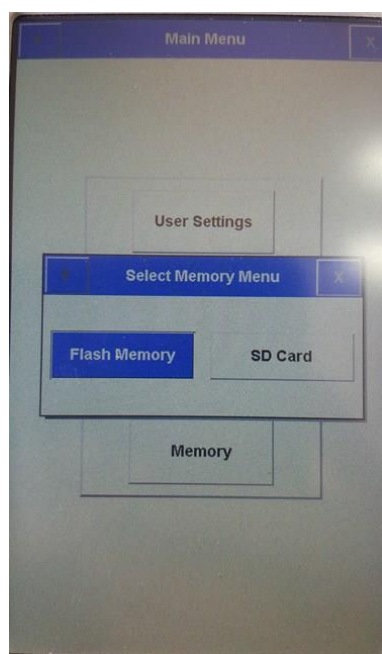 Main Menu X
User Settings
Select Memory Menu X
Flash Memory SD Card
Memory